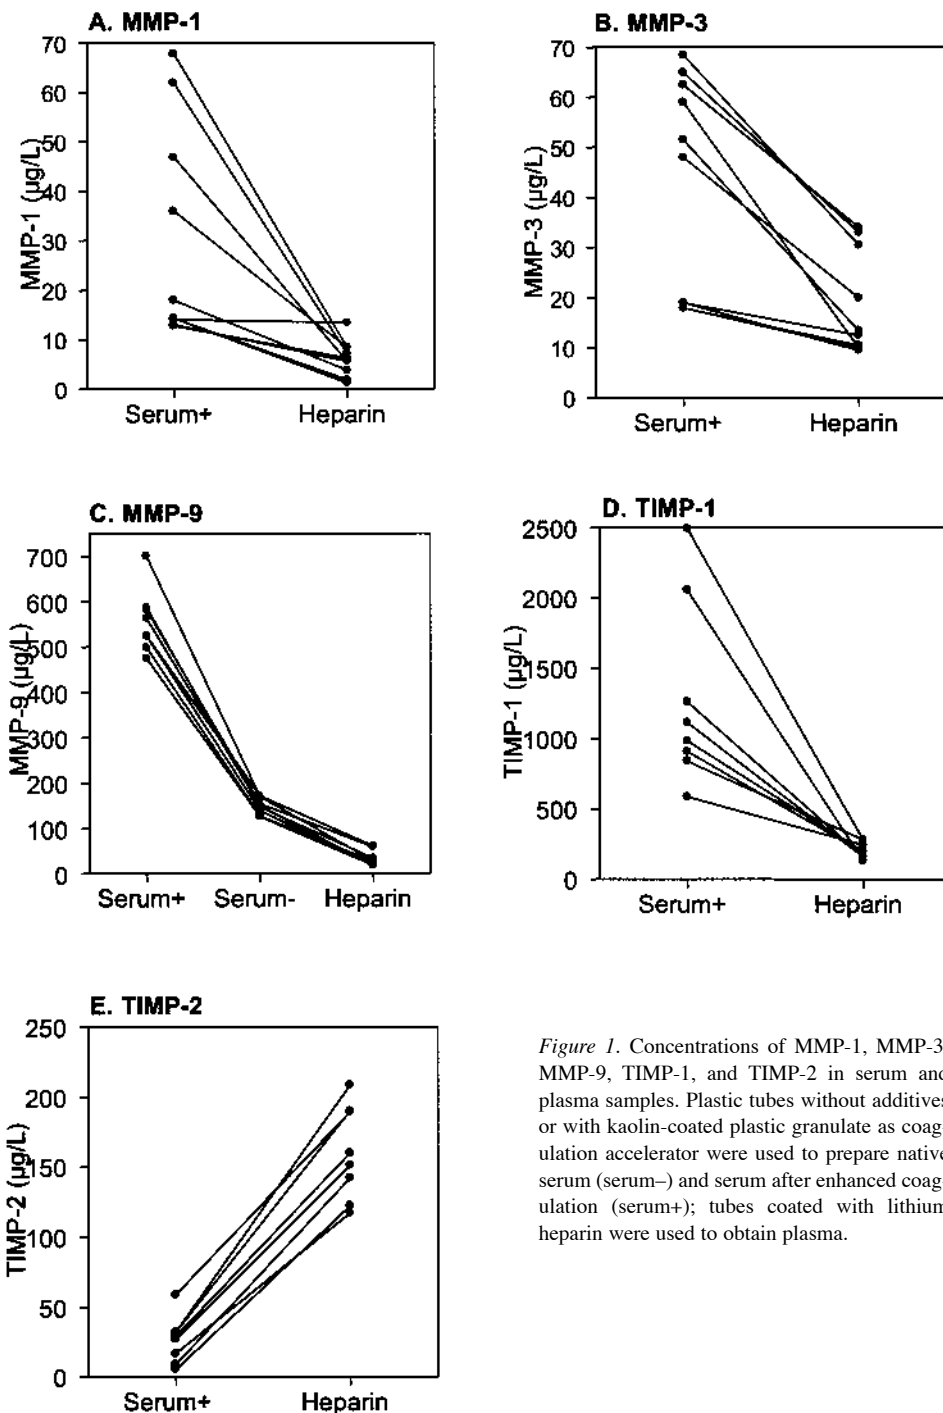 A. MMP-1
70
60
50
40
30
20
10
0
MMP-1 (µg/L)
Serum+ Heparin
B. MMP-3
70
60
50
40
30
20
10
0
MMP-3 (µg/L)
Serum+ Heparin
C. MMP-9
700
600
500
400
300
200
100
0
MMP-9 (µg/L)
Serum+ Serum- Heparin
D. TIMP-1
2500
2000
1500
1000
500
0
TIMP-1 (µg/L)
Serum+ Heparin
E. TIMP-2
250
200
150
100
50
0
TIMP-2 (µg/L)
Serum+ Heparin
Figure 1. Concentrations of MMP-1, MMP-3
MMP-9, TIMP-1, and TIMP-2 in serum and
plasma samples. Plastic tubes without additives
or with kaolin-coated plastic granulate as coag-
ulation accelerator were used to prepare native
serum (serum–) and serum after enhanced coag-
ulation (serum+); tubes coated with lithium
heparin were used to obtain plasma.